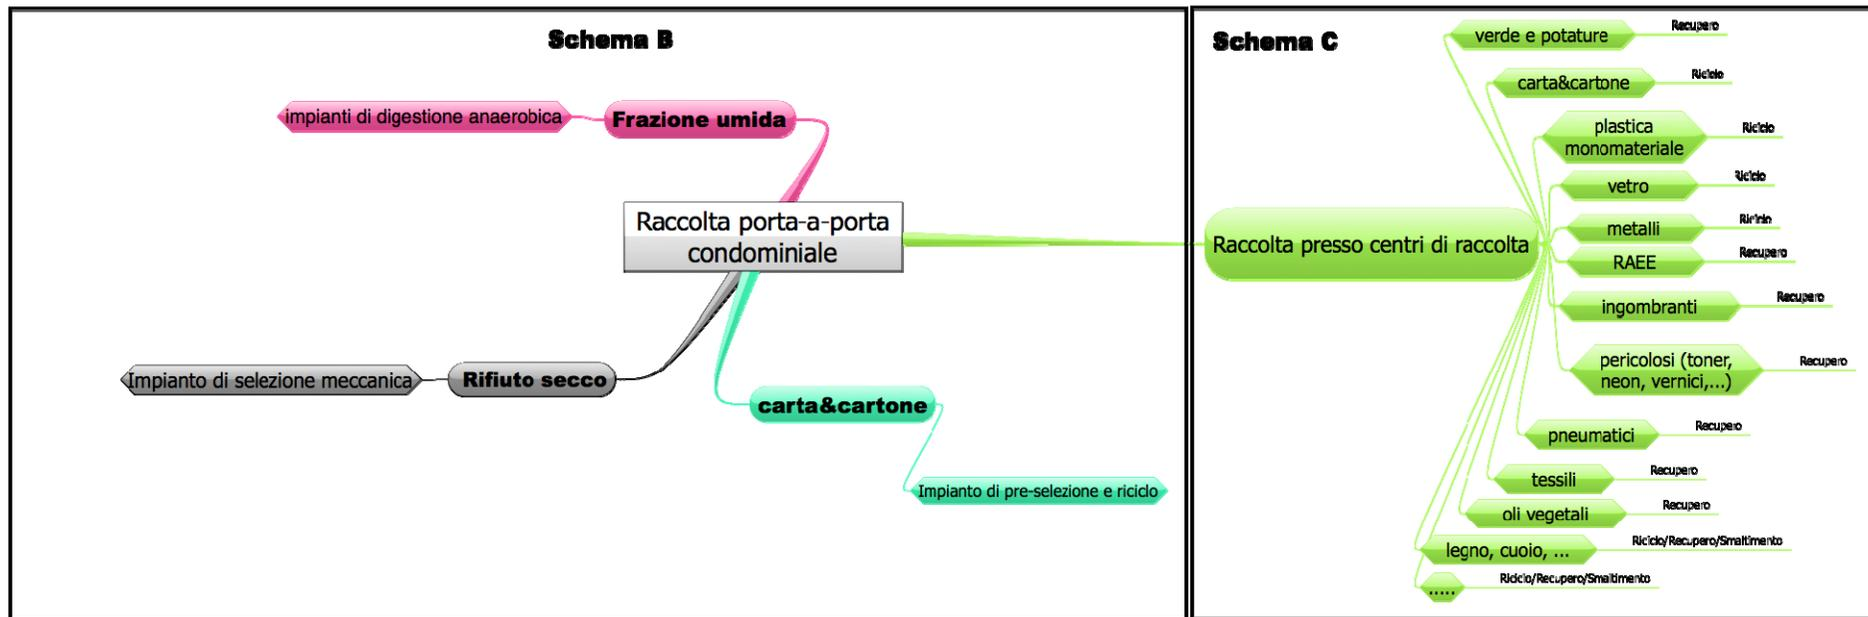 Schema B
impianti di digestione anaerobica
Frazione umida
Raccolta porta-a-porta
condominiale
Impianto di selezione meccanica
Rifiuto secco
carta&cartone
Impianto di pre-selezione e riciclo
Schema C
Raccolta presso centri di raccolta
verde e potature
Recupero
carta&cartone
Riciclo
plastica
monomateriale
Riciclo
vetro
Riciclo
metalli
Riciclo
RAEE
Recupero
ingombranti
Recupero
pericolosi (toner,
neon, vernici,...)
Recupero
pneumatici
Recupero
tessili
Recupero
oli vegetali
Recupero
legno, cuoio, ...
Riciclo/Recupero/Smaltimento
.....
Riciclo/Recupero/Smaltimento